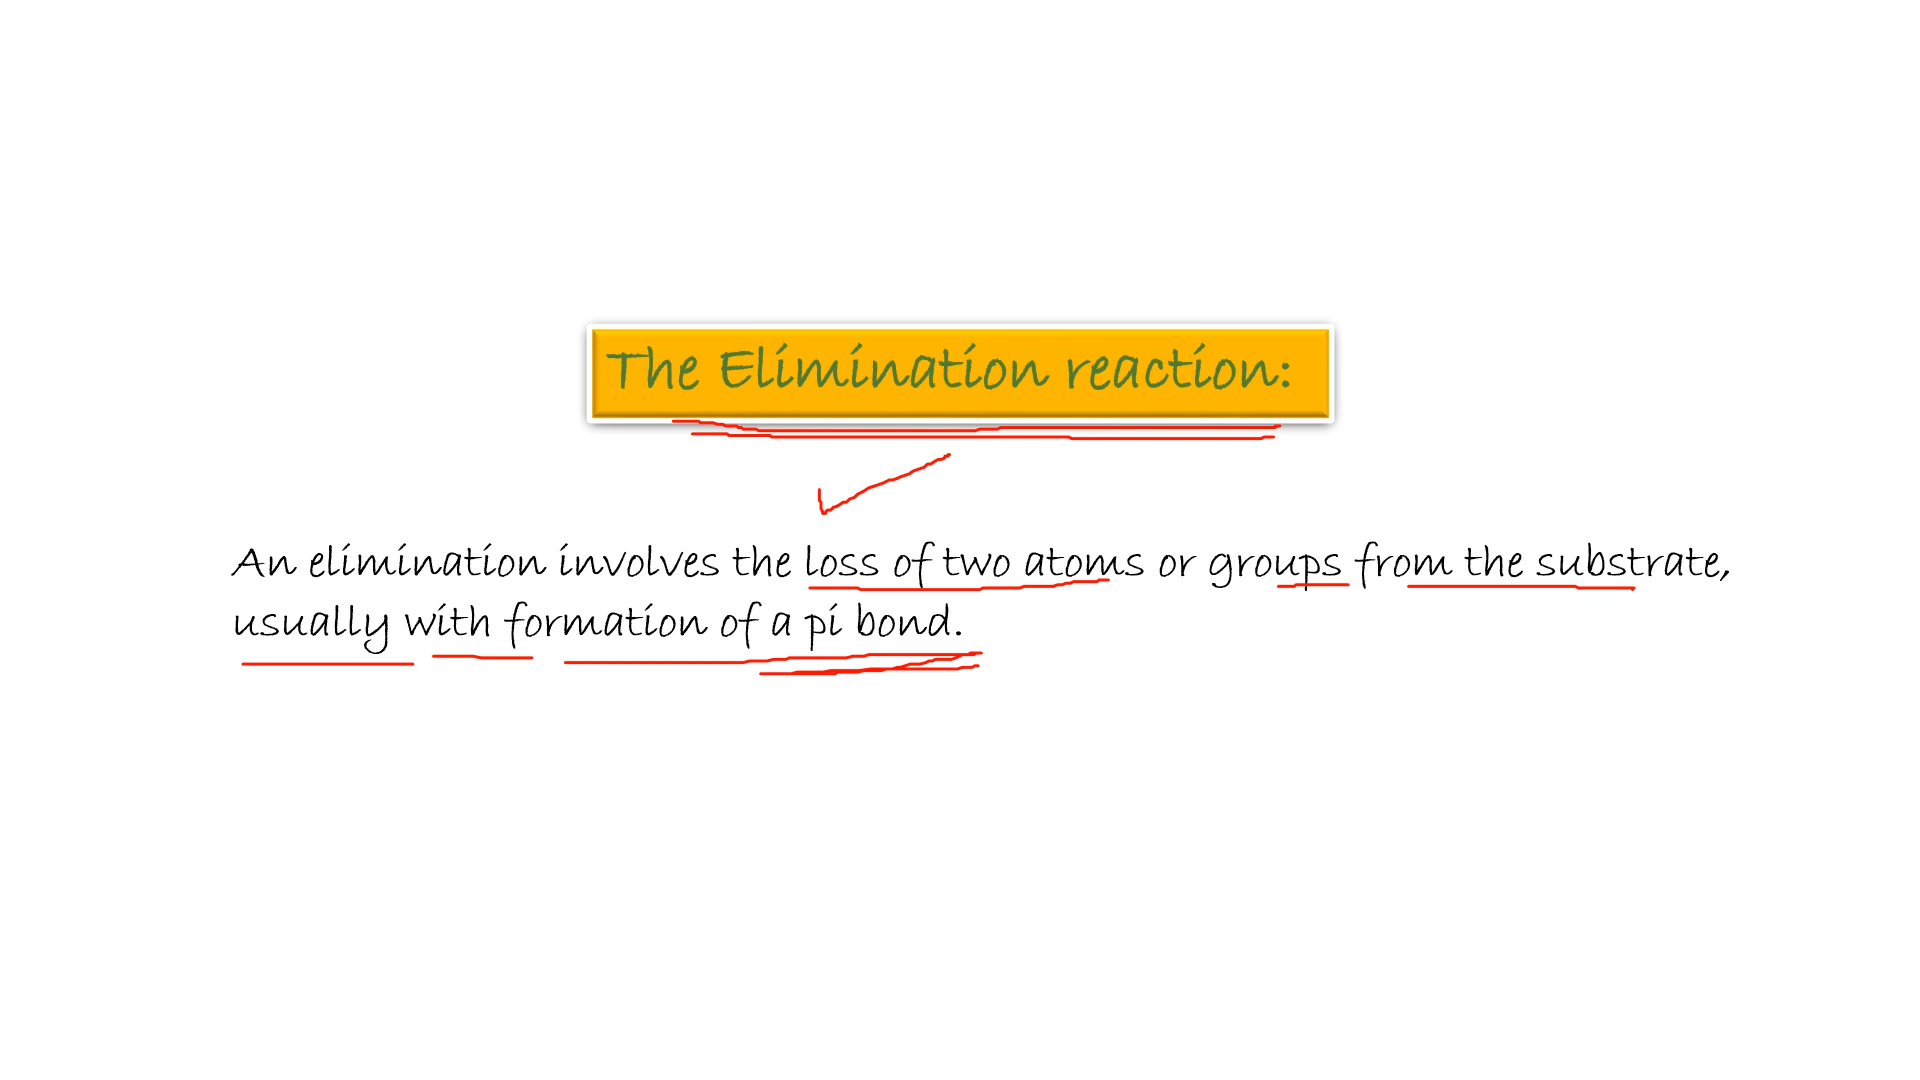 The Elimination reaction:
An elimination involves the loss of two atoms or groups from the substrate,
usually with formation of a pi bond.